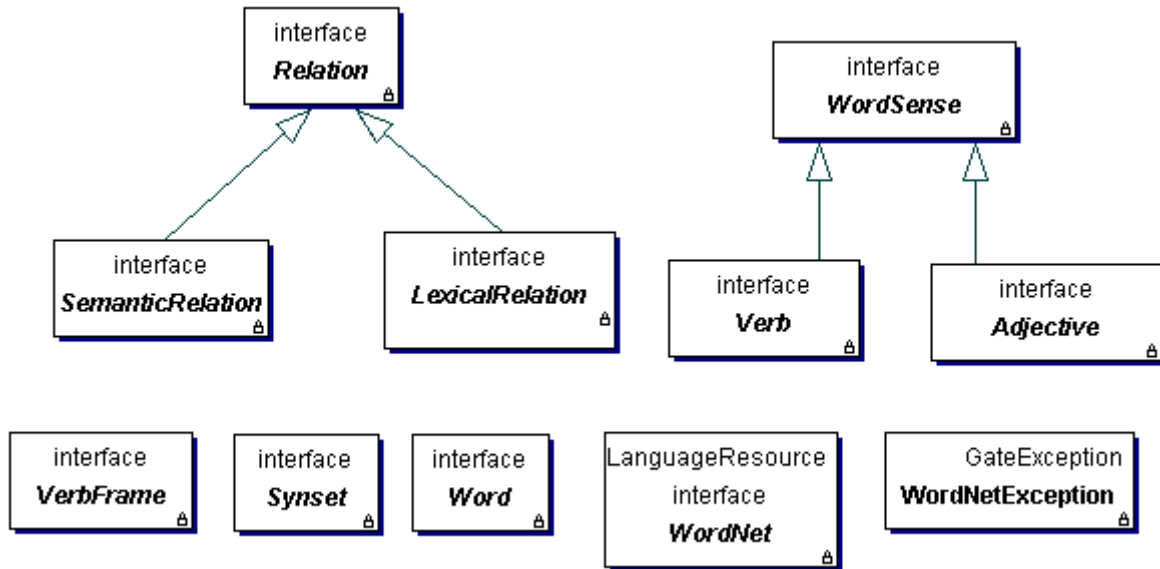 interface
Relation
interface
WordSense
interface
SemanticRelation
interface
LexicalRelation
interface
Verb
interface
Adjective
interface
VerbFrame
interface
Synset
interface
Word
LanguageResource
interface
WordNet
GateException
WordNetException